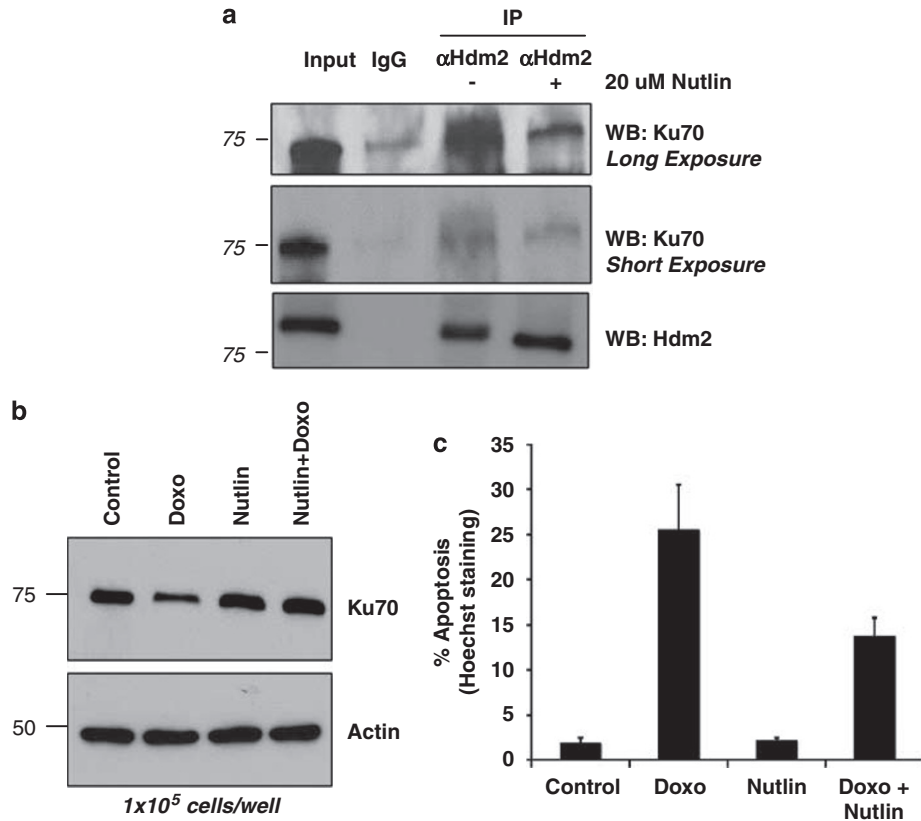 a
IP
Input IgG αHdm2 αHdm2
- + 20 uM Nutlin
75
WB: Ku70
Long Exposure
75
WB: Ku70
Short Exposure
75
WB: Hdm2
b
Control
Doxo
Nutlin
Nutlin+Doxo
75
Ku70
50
Actin
1x10⁵ cells/well
c
% Apoptosis
(Hoechst staining)
35
30
25
20
15
10
5
0
Control Doxo Nutlin Doxo +
Nutlin